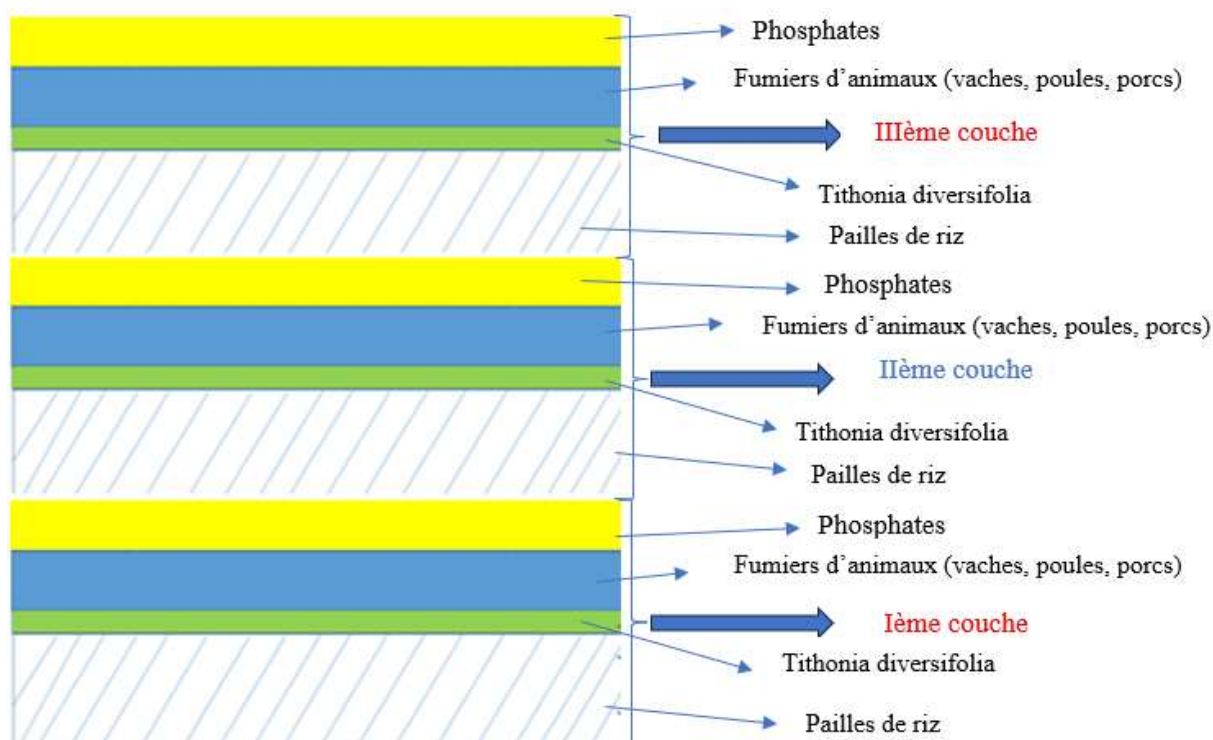 Phosphates
Fumiers d’animaux (vaches, poules, porcs)
IIIème couche
Tithonia diversifolia
Pailles de riz
Phosphates
Fumiers d’animaux (vaches, poules, porcs)
IIème couche
Tithonia diversifolia
Pailles de riz
Phosphates
Fumiers d’animaux (vaches, poules, porcs)
Ième couche
Tithonia diversifolia
Pailles de riz